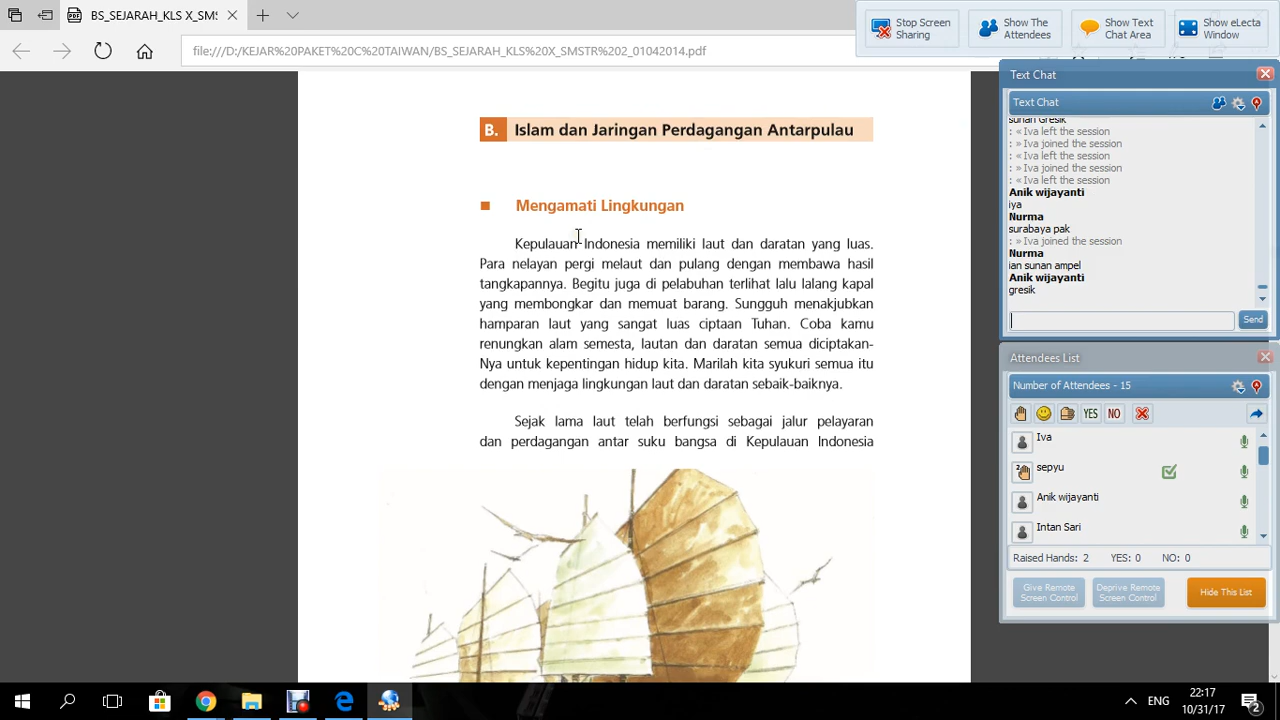 BS_SEJARAH_KLS X_SMS
file:///D:/KEJAR%20PAKET%20C%20TAIWAN/BS_SEJARAH_KLS%20X_SMSTR%202_01042014.pdf
Stop Screen
Sharing
Show The
Attendees
Show Text
Chat Area
Show eLecta
Window
B. Islam dan Jaringan Perdagangan Antarpulau
Mengamati Lingkungan
Kepulauan Indonesia memiliki laut dan daratan yang luas.
Para nelayan pergi melaut dan pulang dengan membawa hasil
tangkapannya. Begitu juga di pelabuhan terlihat lalu lalang kapal
yang membongkar dan memuat barang. Sungguh menakjubkan
hamparan laut yang sangat luas ciptaan Tuhan. Coba kamu
renungkan alam semesta, lautan dan daratan semua diciptakan-
Nya untuk kepentingan hidup kita. Marilah kita syukuri semua itu
dengan menjaga lingkungan laut dan daratan sebaik-baiknya.
Sejak lama laut telah berfungsi sebagai jalur pelayaran
dan perdagangan antar suku bangsa di Kepulauan Indonesia
Text Chat
Text Chat
sunan Gresik
: « Iva left the session
: » Iva joined the session
: « Iva left the session
: » Iva joined the session
: « Iva left the session
Anik wijayanti
iya
Nurma
surabaya pak
: » Iva joined the session
Nurma
ian sunan ampel
Anik wijayanti
gresik
Send
Attendees List
Number of Attendees - 15
YES NO
Iva
sepyu
Anik wijayanti
Intan Sari
Raised Hands: 2 YES: 0 NO: 0
Give Remote
Screen Control
Deprive Remote
Screen Control
Hide This List
ENG
22:17
10/31/17
2